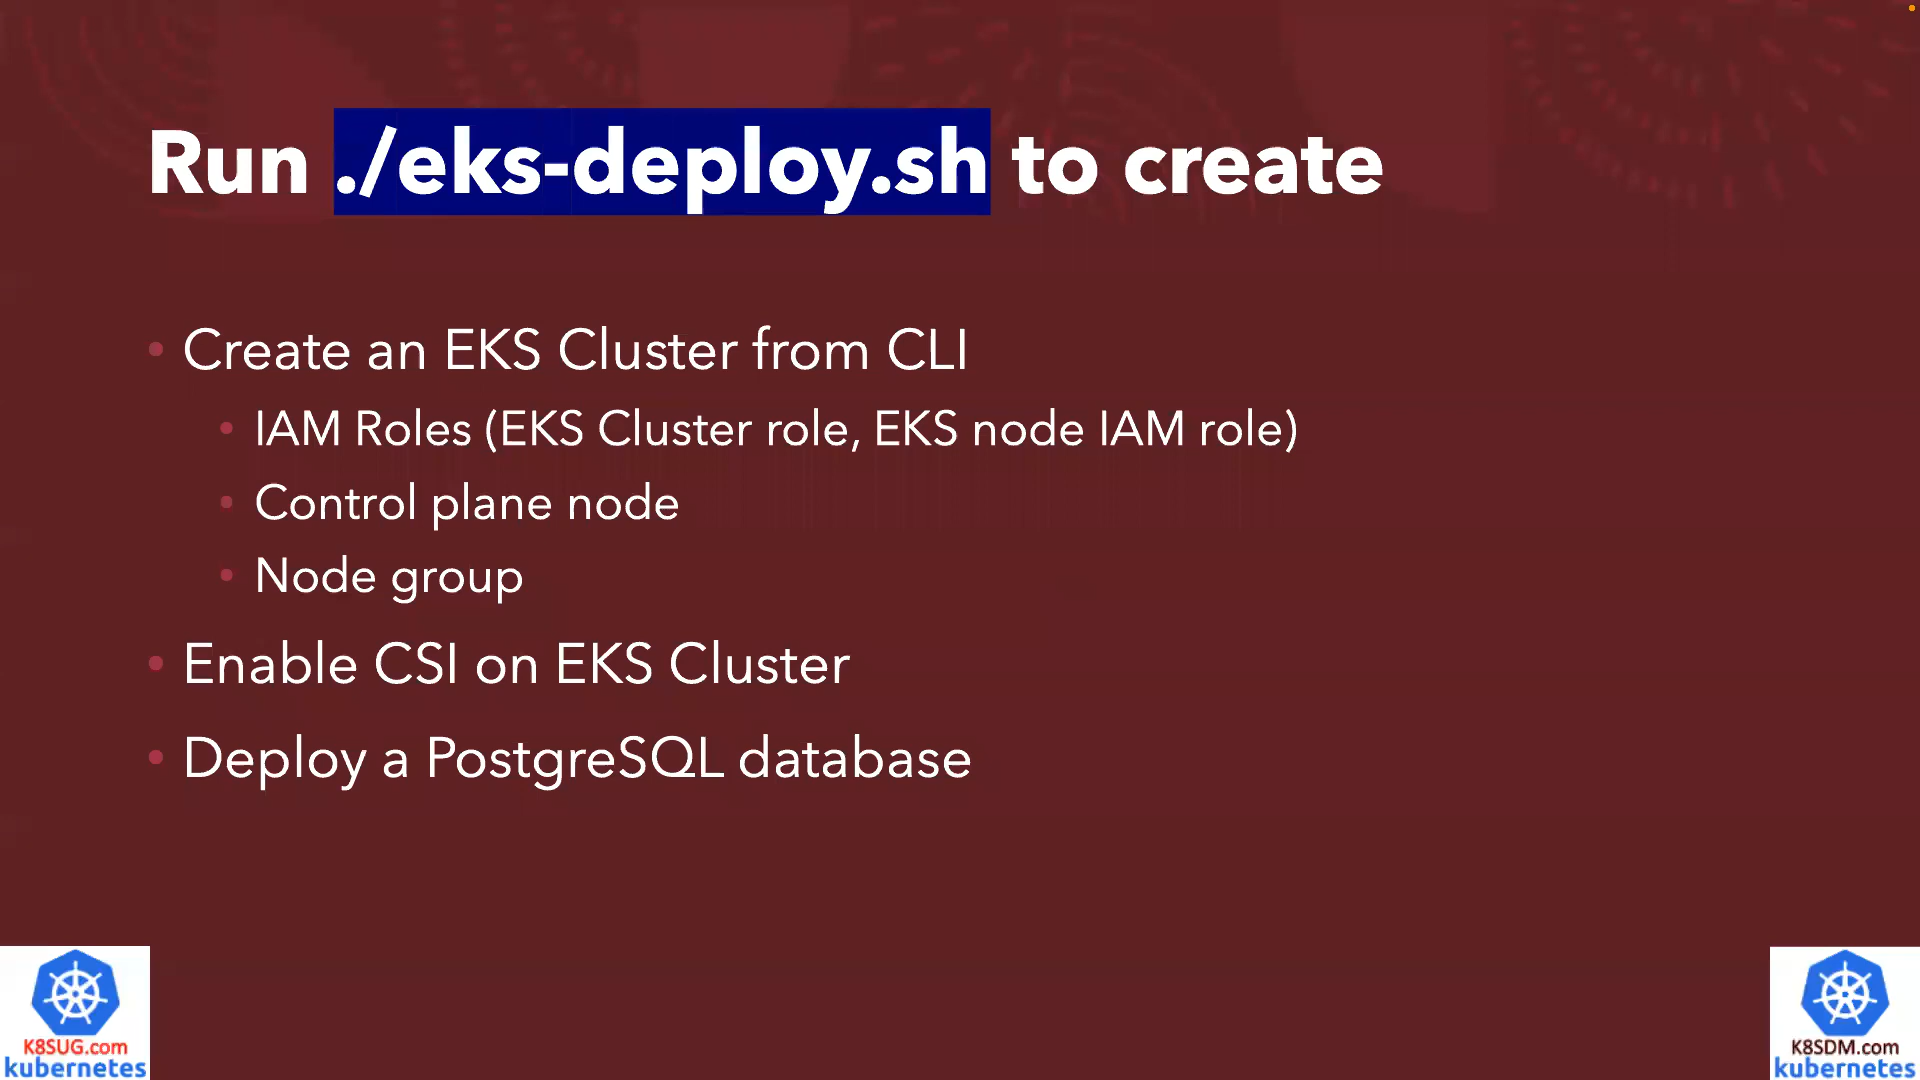 Run ./eks-deploy.sh to create
• Create an EKS Cluster from CLI
• IAM Roles (EKS Cluster role, EKS node IAM role)
• Control plane node
• Node group
• Enable CSI on EKS Cluster
• Deploy a PostgreSQL database
K8SUG.com
kubernetes
K8SDM.com
kubernetes